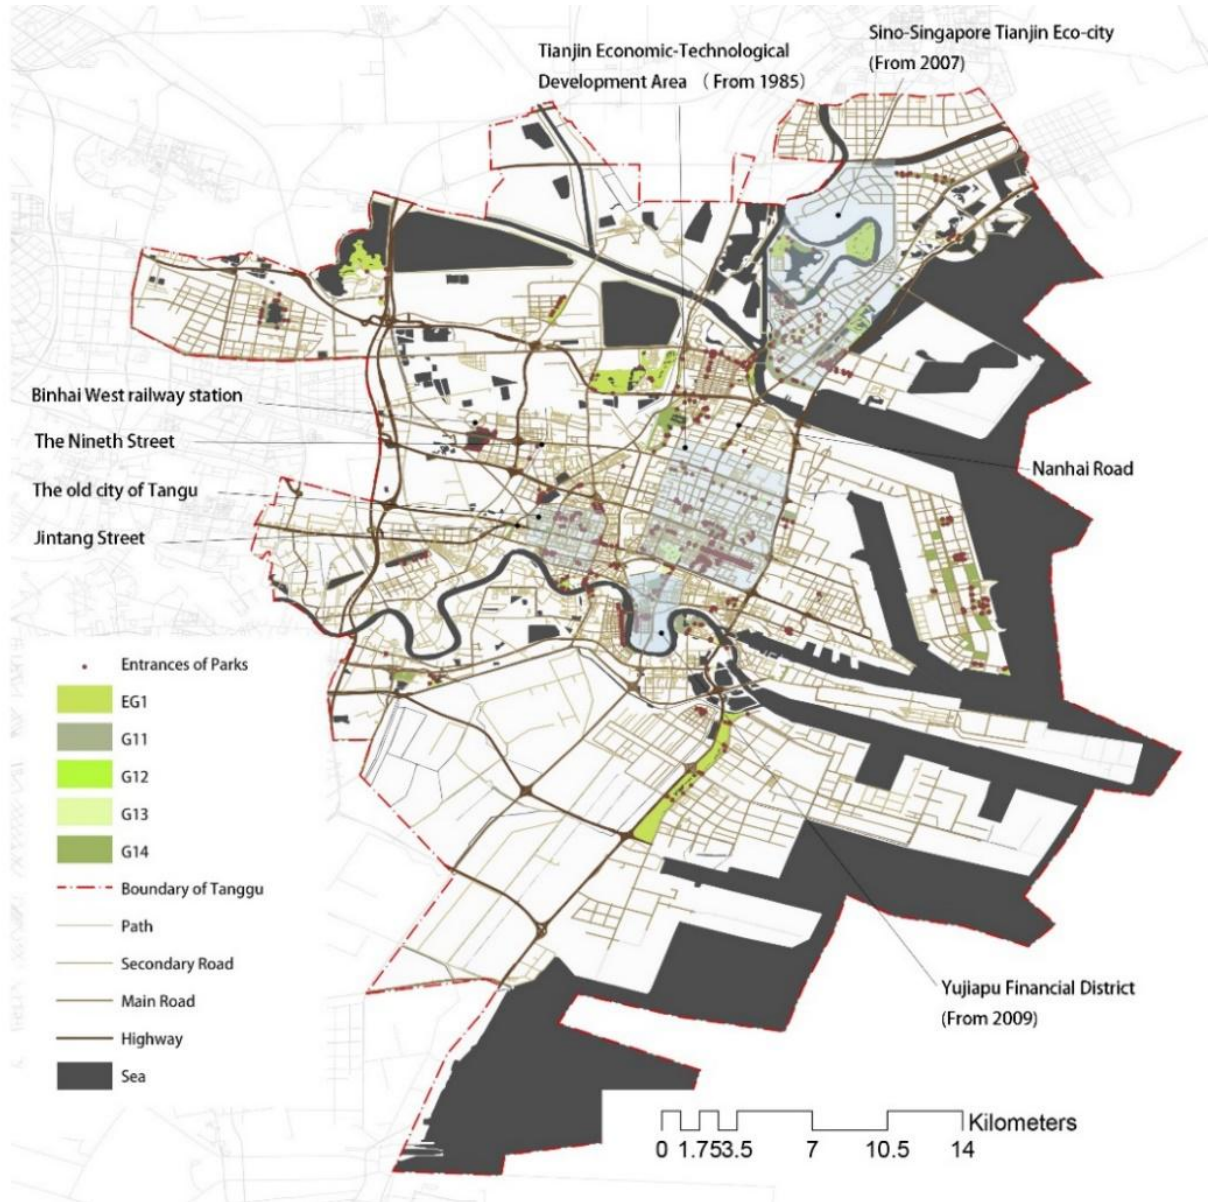 Sino-Singapore Tianjin Eco-city
(From 2007)
Tianjin Economic-Technological
Development Area （From 1985）
Binhai West railway station
The Nineth Street
The old city of Tangu
Jintang Street
Nanhai Road
Entrances of Parks
EG1
G11
G12
G13
G14
Boundary of Tanggu
Path
Secondary Road
Main Road
Highway
Sea
Yujiapu Financial District
(From 2009)
Kilometers
0 1.753.5 7 10.5 14